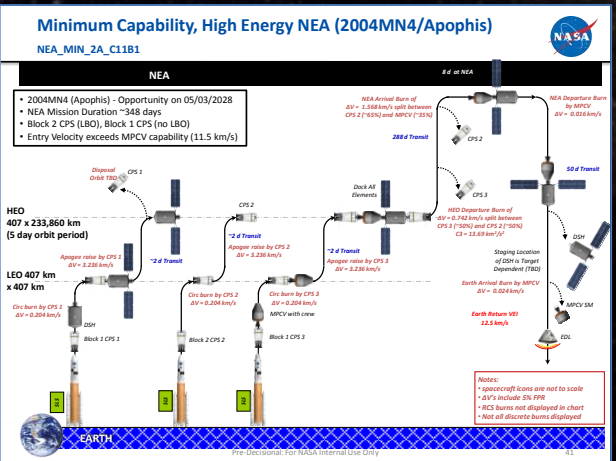 Minimum Capability, High Energy NEA (2004MN4/Apophis)
NEA_MIN_2A_C11B1
NASA
NEA
• 2004MN4 (Apophis) - Opportunity on 05/03/2028
• NEA Mission Duration ~348 days
• Block 2 CPS (LBO), Block 1 CPS (no LBO)
• Entry Velocity exceeds MPCV capability (11.5 km/s)
8 d at NEA
NEA Arrival Burn of
ΔV = 1.568 km/s split between
CPS 2 (~65%) and MPCV (~35%)
NEA Departure Burn
by MPCV
ΔV = 0.016 km/s
CPS 2
288 d Transit
Disposal
Orbit TBD
CPS 1
CPS 2
Dock All
Elements
CPS 3
50 d Transit
HEO
407 x 233,860 km
(5 day orbit period)
HEO Departure Burn of
ΔV = 0.742 km/s split between
CPS 3 (~50%) and CPS 2 (~50%)
C3 = 13.69 km²/s²
DSH
Staging Location
of DSH is Target
Dependent (TBD)
~2 d Transit
~2 d Transit
~2 d Transit
Apogee raise by CPS 1
ΔV = 3.236 km/s
Apogee raise by CPS 2
ΔV = 3.236 km/s
Apogee raise by CPS 3
ΔV = 3.236 km/s
LEO 407 km
x 407 km
Earth Arrival Burn by MPCV
ΔV = 0.024 km/s
Circ burn by CPS 1
ΔV = 0.204 km/s
Circ burn by CPS 2
ΔV = 0.204 km/s
Circ burn by CPS 3
ΔV = 0.204 km/s
MPCV with crew
MPCV SM
Earth Return VEI
12.5 km/s
DSH
Block 1 CPS 1
Block 2 CPS 2
Block 1 CPS 3
EDL
SLS
SLS
SLS
Notes:
• spacecraft icons are not to scale
• ΔV's include 5% FPR
• RCS burns not displayed in chart
• Not all discrete burns displayed
EARTH
Pre-Decisional: For NASA Internal Use Only
41